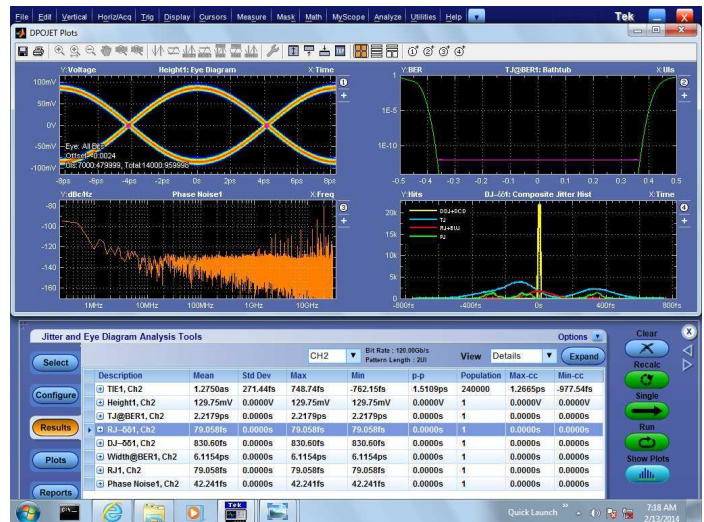 File Edit Vertical Horiz/Acq Trig Display Cursors Measure Mask Math MyScope Analyze Utilities Help Tek
DPOJET Plots
Y:Voltage Height1: Eye Diagram X:Time
100mV
50mV
0V
-50mV
-100mV
Eye: All Bits
Offset: -0.0024
UIs:7000:479999, Total:14000:959998
-8ps -6ps -4ps -2ps 0s 2ps 4ps 6ps 8ps
Y:BER TJ@BER1: Bathtub X:UIs
1
1E-5
1E-10
-0.5 -0.4 -0.3 -0.2 -0.1 0 0.1 0.2 0.3 0.4 0.5
Y:dBc/Hz Phase Noise1 X:Freq
-80
-100
-120
-140
-160
1MHz 10MHz 100MHz 1GHz 10GHz
Y:Hits DJ-δδ1: Composite Jitter Hist X:Time
20k
15k
10k
5k
0
DDJ+DCD
TJ
RJ+BUJ
PJ
-800fs -400fs 0s 400fs 800fs
Jitter and Eye Diagram Analysis Tools
Options
CH2
Bit Rate : 120.00Gb/s
Pattern Length : 2UI
View Details Expand
Select
Configure
Results
Plots
Reports
Description Mean Std Dev Max Min p-p Population Max-cc Min-cc
TIE1, Ch2 1.2750as 271.44fs 748.74fs -762.15fs 1.5109ps 240000 1.2665ps -977.54fs
Height1, Ch2 129.75mV 0.0000V 129.75mV 129.75mV 0.0000V 1 0.0000V 0.0000V
TJ@BER1, Ch2 2.2179ps 0.0000s 2.2179ps 2.2179ps 0.0000s 1 0.0000s 0.0000s
RJ-δδ1, Ch2 79.058fs 0.0000s 79.058fs 79.058fs 0.0000s 1 0.0000s 0.0000s
DJ-δδ1, Ch2 830.60fs 0.0000s 830.60fs 830.60fs 0.0000s 1 0.0000s 0.0000s
Width@BER1, Ch2 6.1154ps 0.0000s 6.1154ps 6.1154ps 0.0000s 1 0.0000s 0.0000s
RJ1, Ch2 79.058fs 0.0000s 79.058fs 79.058fs 0.0000s 1 0.0000s 0.0000s
Phase Noise1, Ch2 42.241fs 0.0000s 42.241fs 42.241fs 0.0000s 1 0.0000s 0.0000s
Clear
Recalc
Single
Run
Show Plots
Tek
Quick Launch
7:18 AM
2/13/2014